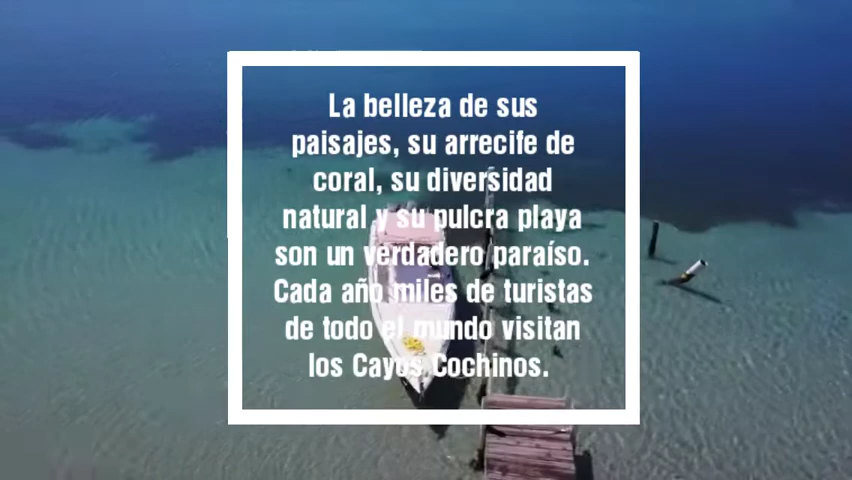 La belleza de sus
paisajes, su arrecife de
coral, su diversidad
natural y su pulcra playa
son un verdadero paraíso.
Cada año miles de turistas
de todo el mundo visitan
los Cayos Cochinos.